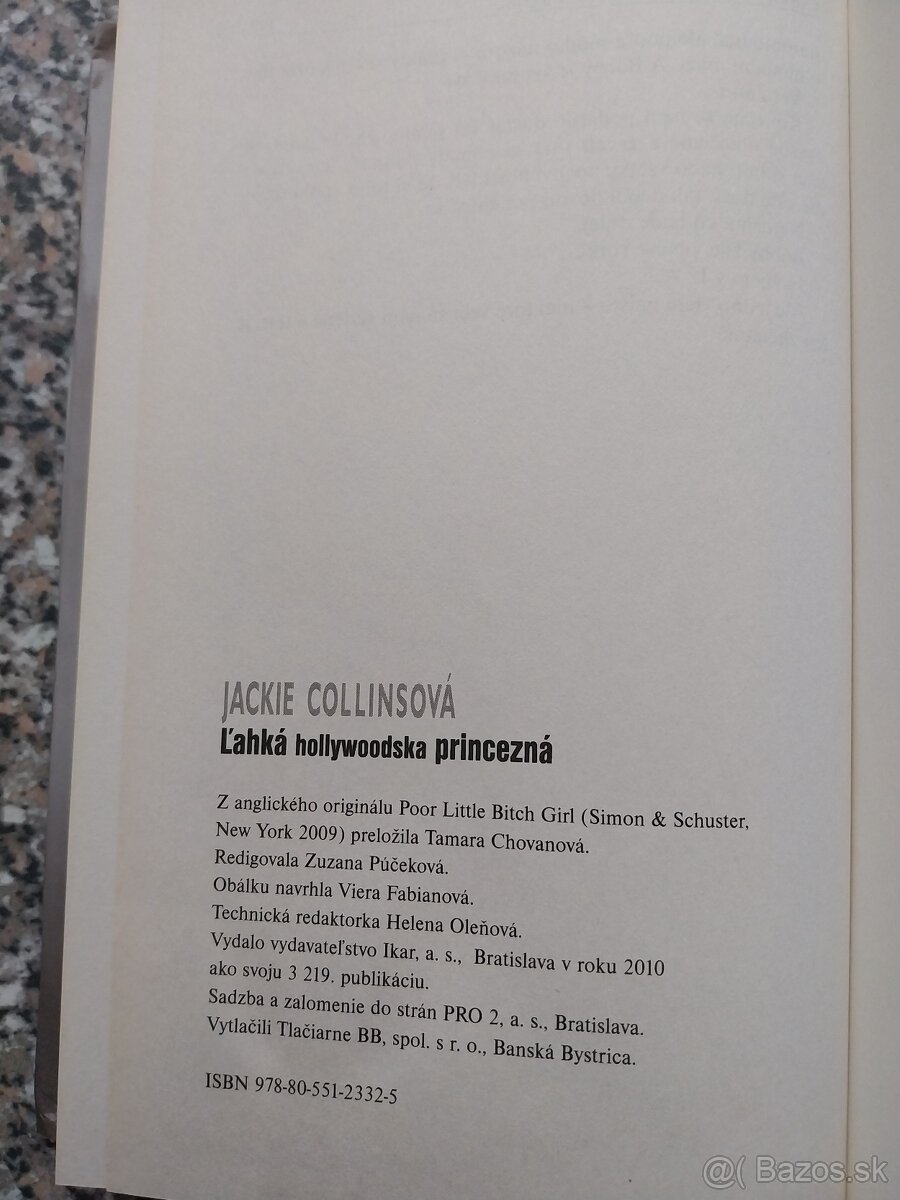 JACKIE COLLINSOVÁ
Ľahká hollywoodska princezná
Z anglického originálu Poor Little Bitch Girl (Simon & Schuster,
New York 2009) preložila Tamara Chovanová.
Redigovala Zuzana Púčeková.
Obálku navrhla Viera Fabianová.
Technická redaktorka Helena Oleňová.
Vydalo vydavateľstvo Ikar, a. s., Bratislava v roku 2010
ako svoju 3 219. publikáciu.
Sadzba a zalomenie do strán PRO 2, a. s., Bratislava.
Vytlačili Tlačiarne BB, spol. s r. o., Banská Bystrica.
ISBN 978-80-551-2332-5
@( Bazos.sk